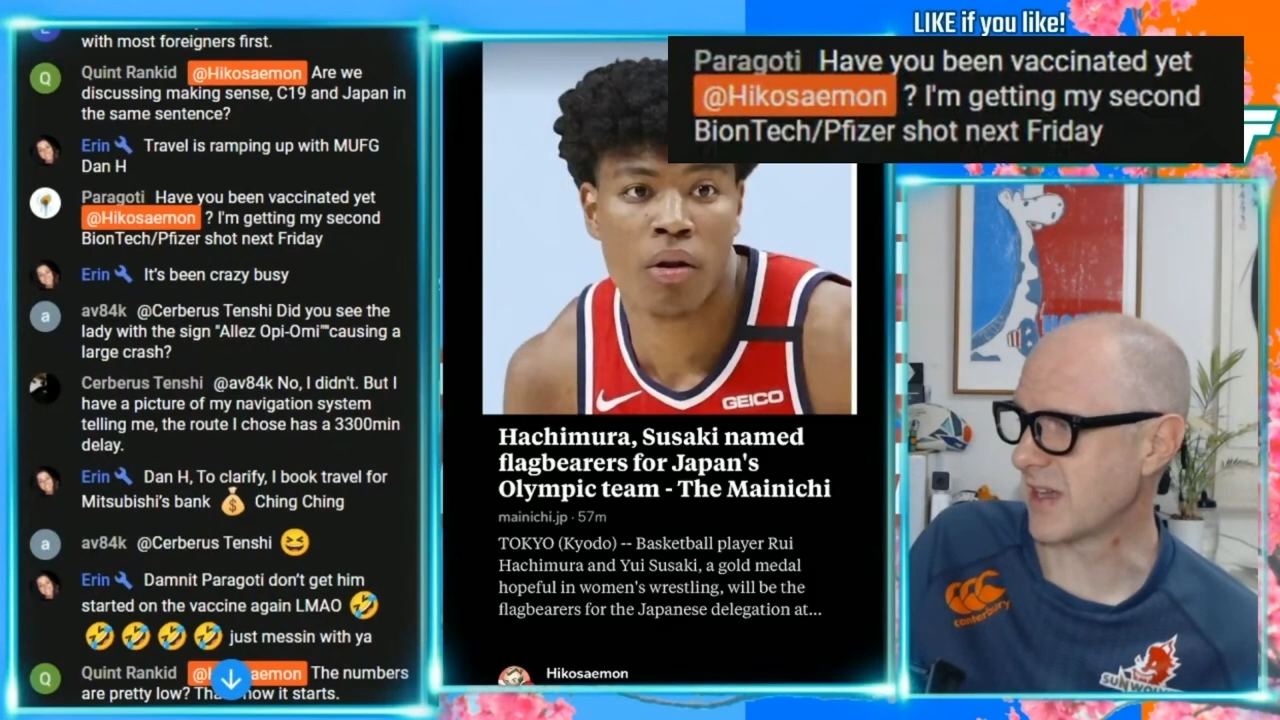 with most foreigners first.
Quint Rankid @Hikosaemon Are we
discussing making sense, C19 and Japan in
the same sentence?
Erin Travel is ramping up with MUFG
Dan H
Paragoti Have you been vaccinated yet
@Hikosaemon ? I'm getting my second
BionTech/Pfizer shot next Friday
Erin It's been crazy busy
av84k @Cerberus Tenshi Did you see the
lady with the sign "Allez Opi-Omi""causing a
large crash?
Cerberus Tenshi @av84k No, I didn't. But I
have a picture of my navigation system
telling me, the route I chose has a 3300min
delay.
Erin Dan H, To clarify, I book travel for
Mitsubishi's bank 💰 Ching Ching
av84k @Cerberus Tenshi 😆
Erin Damnit Paragoti don't get him
started on the vaccine again LMAO 🤣
🤣🤣🤣🤣 just messin with ya
Quint Rankid The numbers
are pretty low? it starts.
GEICO
Hachimura, Susaki named
flagbearers for Japan's
Olympic team - The Mainichi
mainichi.jp · 57m
TOKYO (Kyodo) -- Basketball player Rui
Hachimura and Yui Susaki, a gold medal
hopeful in women's wrestling, will be the
flagbearers for the Japanese delegation at...
Hikosaemon
LIKE if you like!
Paragoti Have you been vaccinated yet
@Hikosaemon ? I'm getting my second
BionTech/Pfizer shot next Friday
canterbury